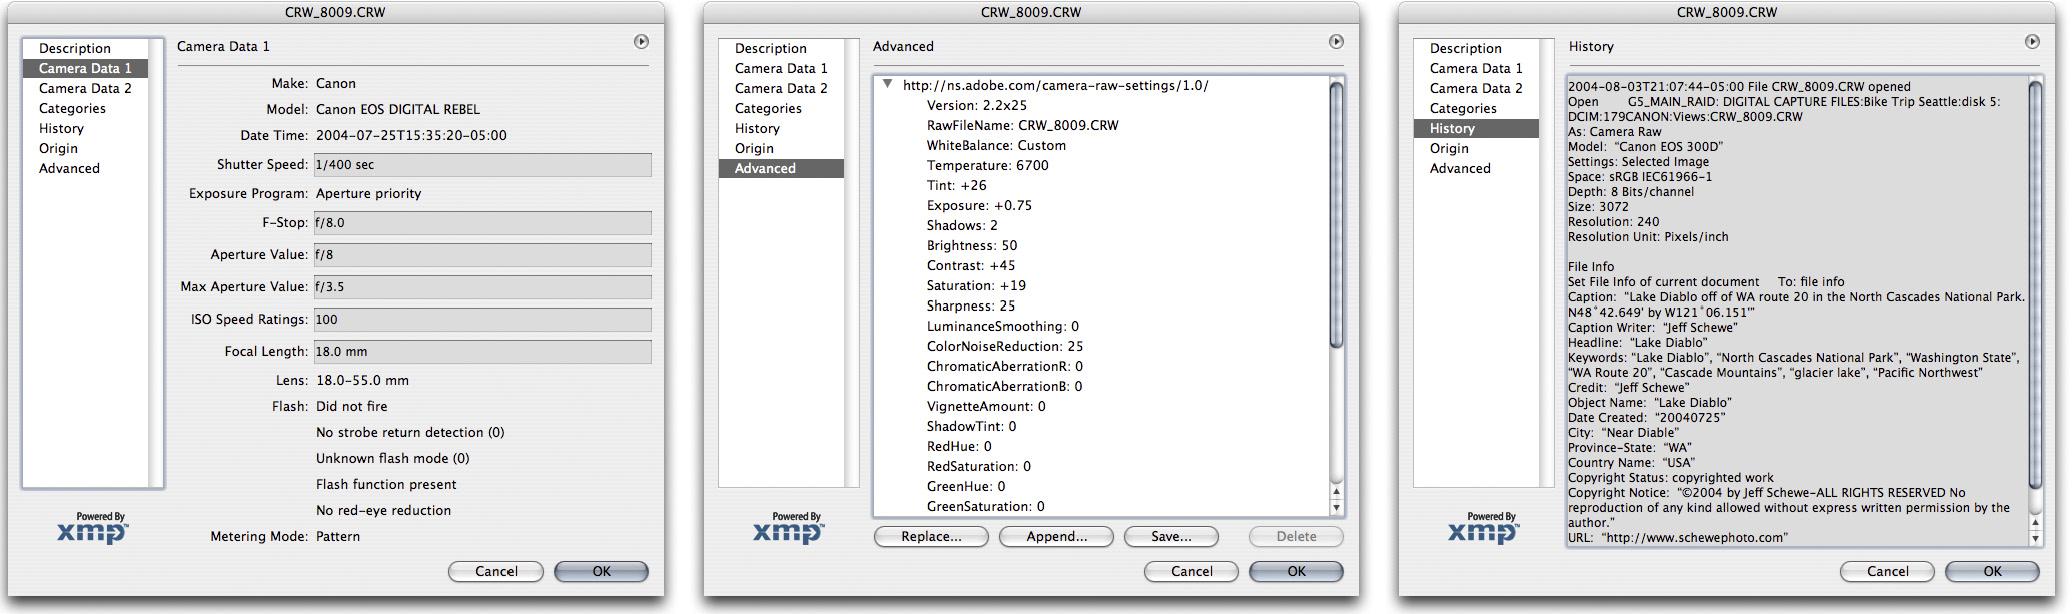 CRW_8009.CRW
Description
Camera Data 1
Camera Data 2
Categories
History
Origin
Advanced
Powered By
xmp™
Camera Data 1
Make: Canon
Model: Canon EOS DIGITAL REBEL
Date Time: 2004-07-25T15:35:20-05:00
Shutter Speed: 1/400 sec
Exposure Program: Aperture priority
F-Stop: f/8.0
Aperture Value: f/8
Max Aperture Value: f/3.5
ISO Speed Ratings: 100
Focal Length: 18.0 mm
Lens: 18.0-55.0 mm
Flash: Did not fire
No strobe return detection (0)
Unknown flash mode (0)
Flash function present
No red-eye reduction
Metering Mode: Pattern
Cancel
OK
CRW_8009.CRW
Description
Camera Data 1
Camera Data 2
Categories
History
Origin
Advanced
Powered By
xmp™
Advanced
http://ns.adobe.com/camera-raw-settings/1.0/
Version: 2.2x25
RawFileName: CRW_8009.CRW
WhiteBalance: Custom
Temperature: 6700
Tint: +26
Exposure: +0.75
Shadows: 2
Brightness: 50
Contrast: +45
Saturation: +19
Sharpness: 25
LuminanceSmoothing: 0
ColorNoiseReduction: 25
ChromaticAberrationR: 0
ChromaticAberrationB: 0
VignetteAmount: 0
ShadowTint: 0
RedHue: 0
RedSaturation: 0
GreenHue: 0
GreenSaturation: 0
Replace...
Append...
Save...
Delete
Cancel
OK
CRW_8009.CRW
Description
Camera Data 1
Camera Data 2
Categories
History
Origin
Advanced
Powered By
xmp™
History
2004-08-03T21:07:44-05:00 File CRW_8009.CRW opened
Open G5_MAIN_RAID: DIGITAL CAPTURE FILES:Bike Trip Seattle:disk 5:
DCIM:179CANON:Views:CRW_8009.CRW
As: Camera Raw
Model: “Canon EOS 300D”
Settings: Selected Image
Space: sRGB IEC61966-1
Depth: 8 Bits/channel
Size: 3072
Resolution: 240
Resolution Unit: Pixels/inch
File Info
Set File Info of current document To: file info
Caption: “Lake Diablo off of WA route 20 in the North Cascades National Park.
N48˚42.649' by W121˚06.151'”
Caption Writer: “Jeff Schewe”
Headline: “Lake Diablo”
Keywords: “Lake Diablo”, “North Cascades National Park”, “Washington State”,
“WA Route 20”, “Cascade Mountains”, “glacier lake”, “Pacific Northwest”
Credit: “Jeff Schewe”
Object Name: “Lake Diablo”
Date Created: “20040725”
City: “Near Diable”
Province-State: “WA”
Country Name: “USA”
Copyright Status: copyrighted work
Copyright Notice: “©2004 by Jeff Schewe-ALL RIGHTS RESERVED No
reproduction of any kind allowed without express written permission by the
author.”
URL: “http://www.schewephoto.com”
Cancel
OK